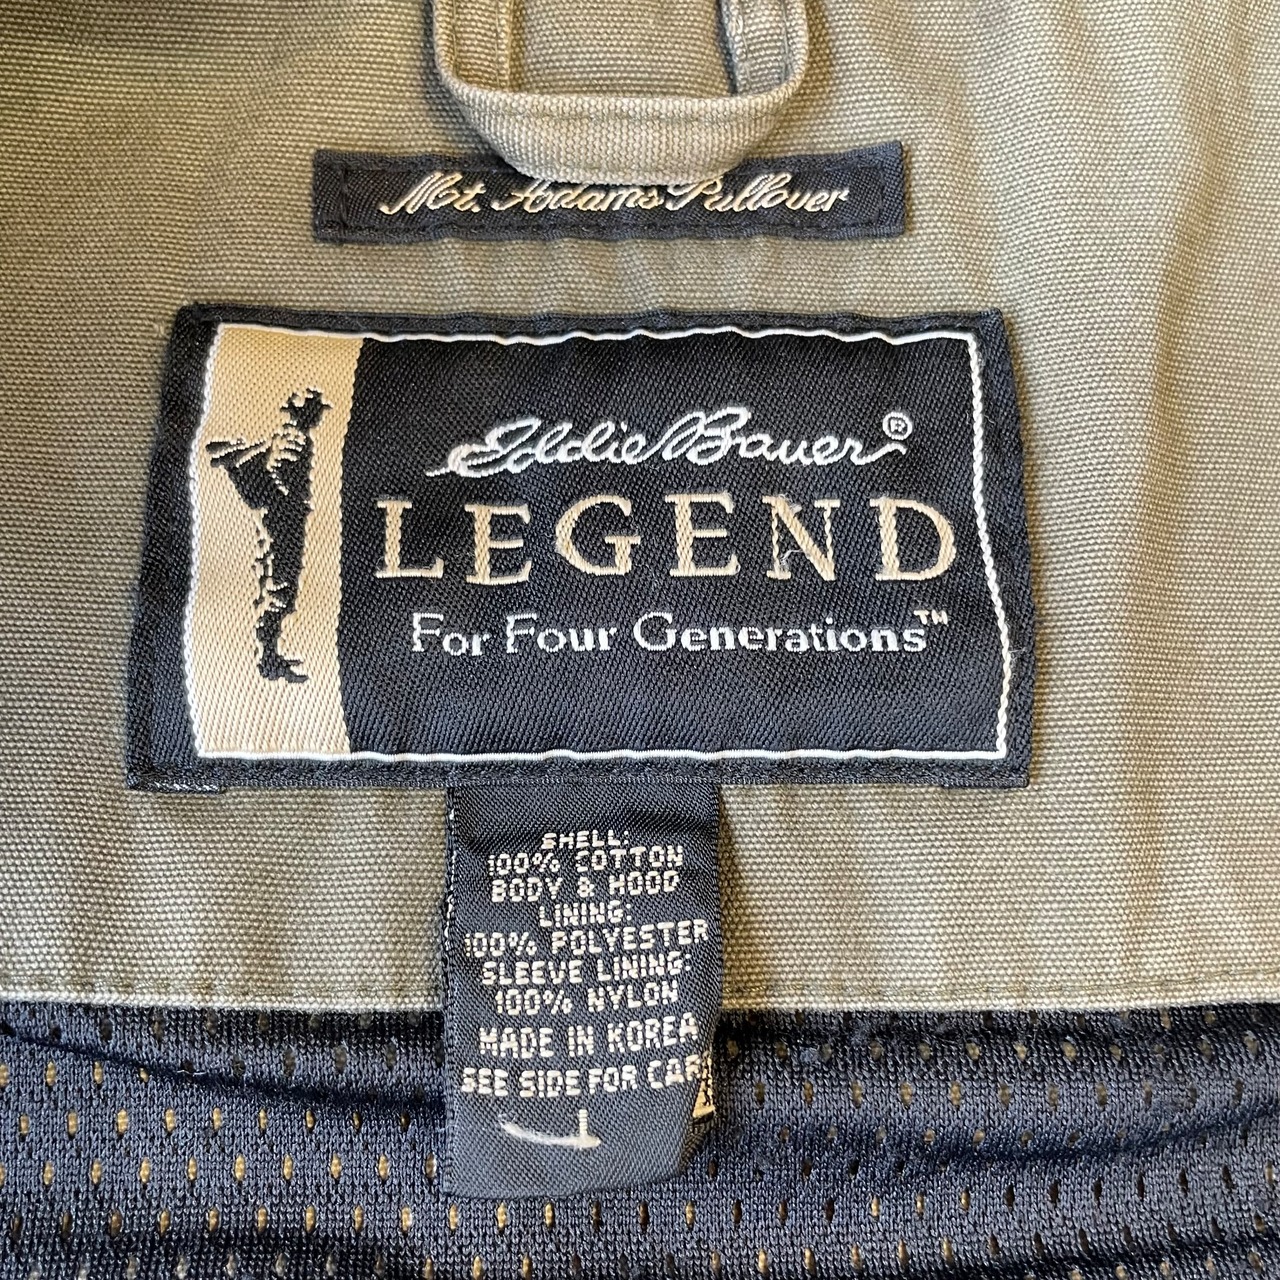 Mt. Adams Pullover
Eddie Bauer®
LEGEND
For Four Generations™
SHELL:
100% COTTON
BODY & HOOD
LINING:
100% POLYESTER
SLEEVE LINING:
100% NYLON
MADE IN KOREA
SEE SIDE FOR CAR